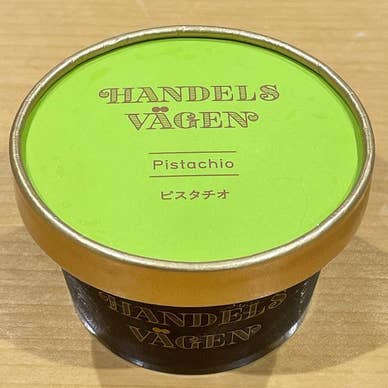 HANDELS
VÄGEN
Pistachio
ピスタチオ
HANDELS
VÄGEN